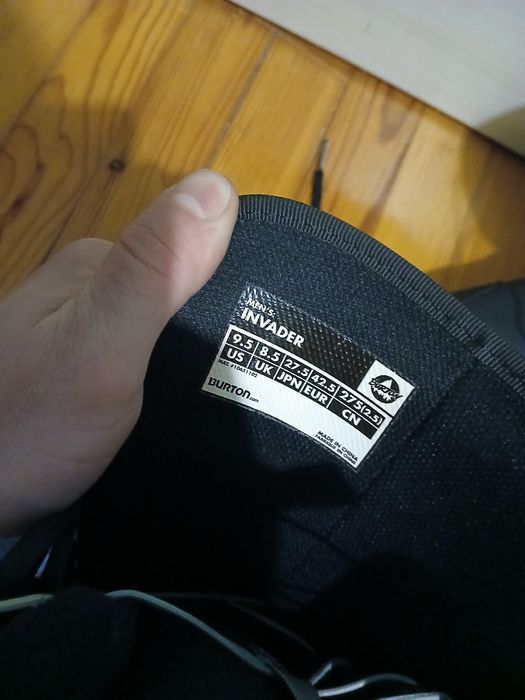 MEN'S
INVADER
9.5 8.5 27.5 42.5 275(2.5)
US UK JPN EUR CN
BURTON.com
MADE IN CHINA